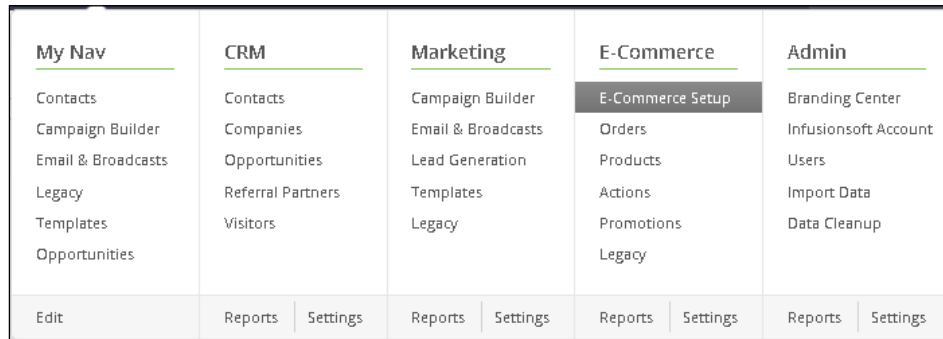 My Nav
Contacts
Campaign Builder
Email & Broadcasts
Legacy
Templates
Opportunities
Edit
CRM
Contacts
Companies
Opportunities
Referral Partners
Visitors
Reports Settings
Marketing
Campaign Builder
Email & Broadcasts
Lead Generation
Templates
Legacy
Reports Settings
E-Commerce
E-Commerce Setup
Orders
Products
Actions
Promotions
Legacy
Reports Settings
Admin
Branding Center
Infusionsoft Account
Users
Import Data
Data Cleanup
Reports Settings